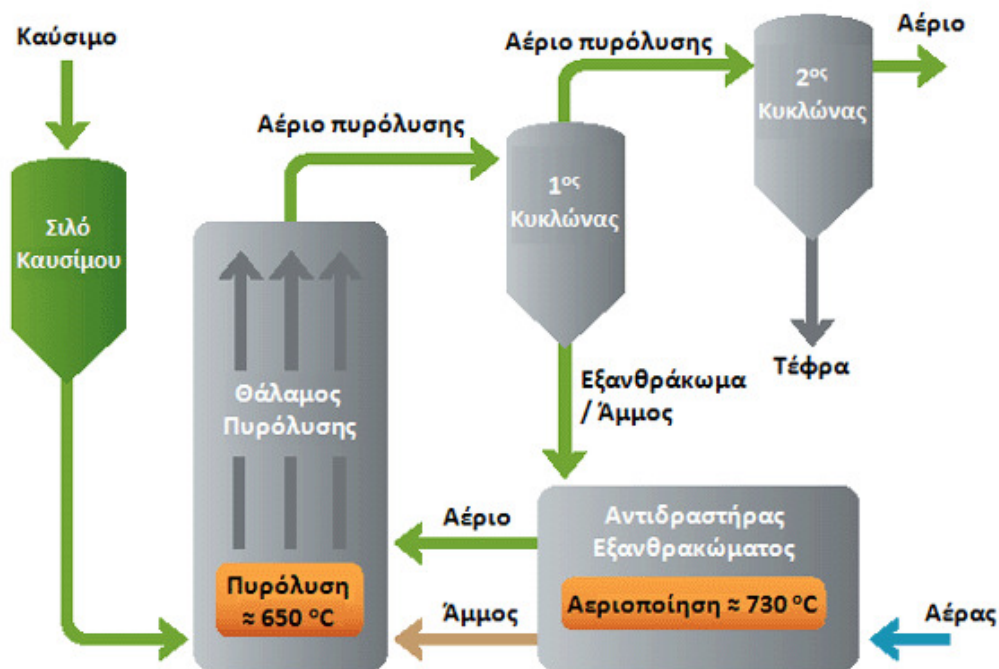 Καύσιμο
Σιλό
Καυσίμου
Αέριο πυρόλυσης
Θάλαμος
Πυρόλυσης
Πυρόλυση
≈ 650 °C
Αέριο πυρόλυσης
1ος
Κυκλώνας
Αέριο
2ος
Κυκλώνας
Τέφρα
Εξανθράκωμα
/ Άμμος
Αέριο
Άμμος
Αντιδραστήρας
Εξανθρακώματος
Αεριοποίηση ≈ 730 °C
Αέρας